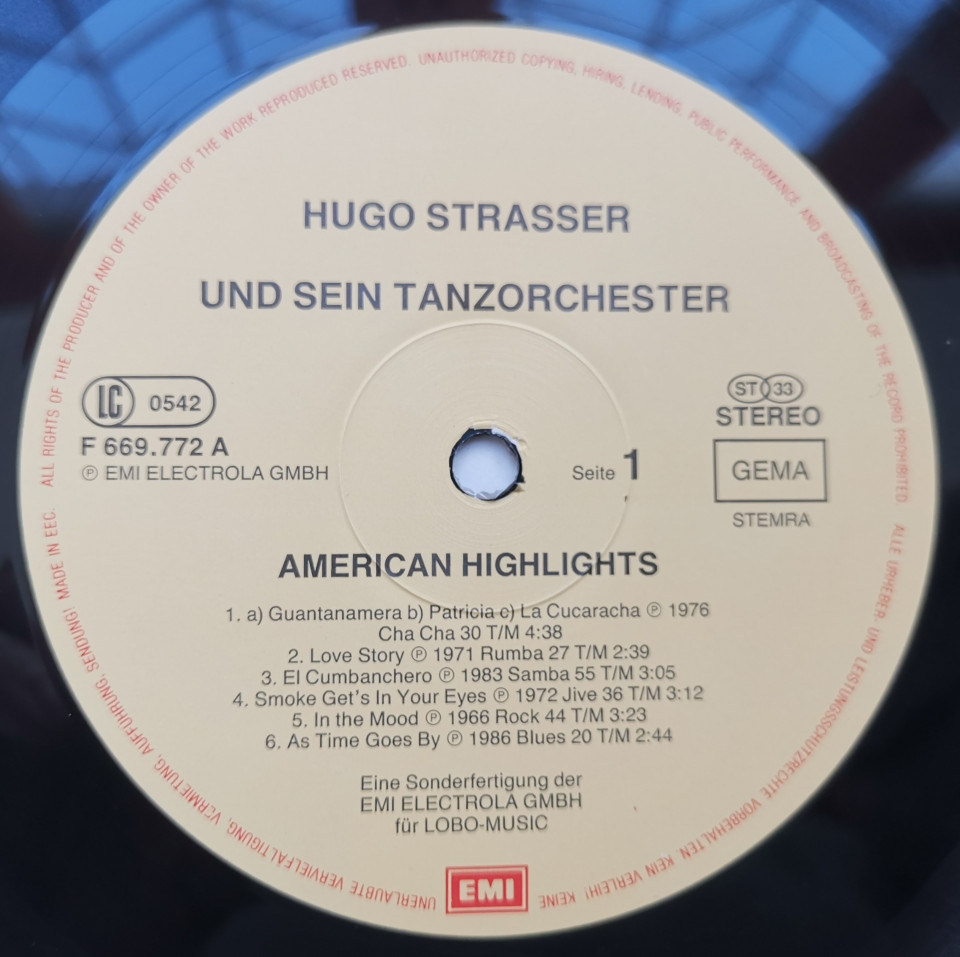 HUGO STRASSER
UND SEIN TANZORCHESTER
LC 0542
F 669.772 A
Ⓟ EMI ELECTROLA GMBH
Seite 1
ST 33
STEREO
GEMA
STEMRA
AMERICAN HIGHLIGHTS
1. a) Guantanamera b) Patricia c) La Cucaracha Ⓟ 1976
Cha Cha 30 T/M 4:38
2. Love Story Ⓟ 1971 Rumba 27 T/M 2:39
3. El Cumbanchero Ⓟ 1983 Samba 55 T/M 3:05
4. Smoke Get's In Your Eyes Ⓟ 1972 Jive 36 T/M 3:12
5. In the Mood Ⓟ 1966 Rock 44 T/M 3:23
6. As Time Goes By Ⓟ 1986 Blues 20 T/M 2:44
Eine Sonderfertigung der
EMI ELECTROLA GMBH
für LOBO-MUSIC
EMI
ALL RIGHTS OF THE PRODUCER AND OF THE OWNER OF THE WORK REPRODUCED RESERVED. UNAUTHORIZED COPYING, HIRING, LENDING, PUBLIC PERFORMANCE AND BROADCASTING OF THE RECORD PROHIBITED. ALLE URHEBER- UND LEISTUNGSSCHUTZRECHTE VORBEHALTEN. KEIN VERLEIH! KEINE UNERLAUBTE VERVIELFÄLTIGUNG, VERMIETUNG, AUFFÜHRUNG, SENDUNG! MADE IN EEC.